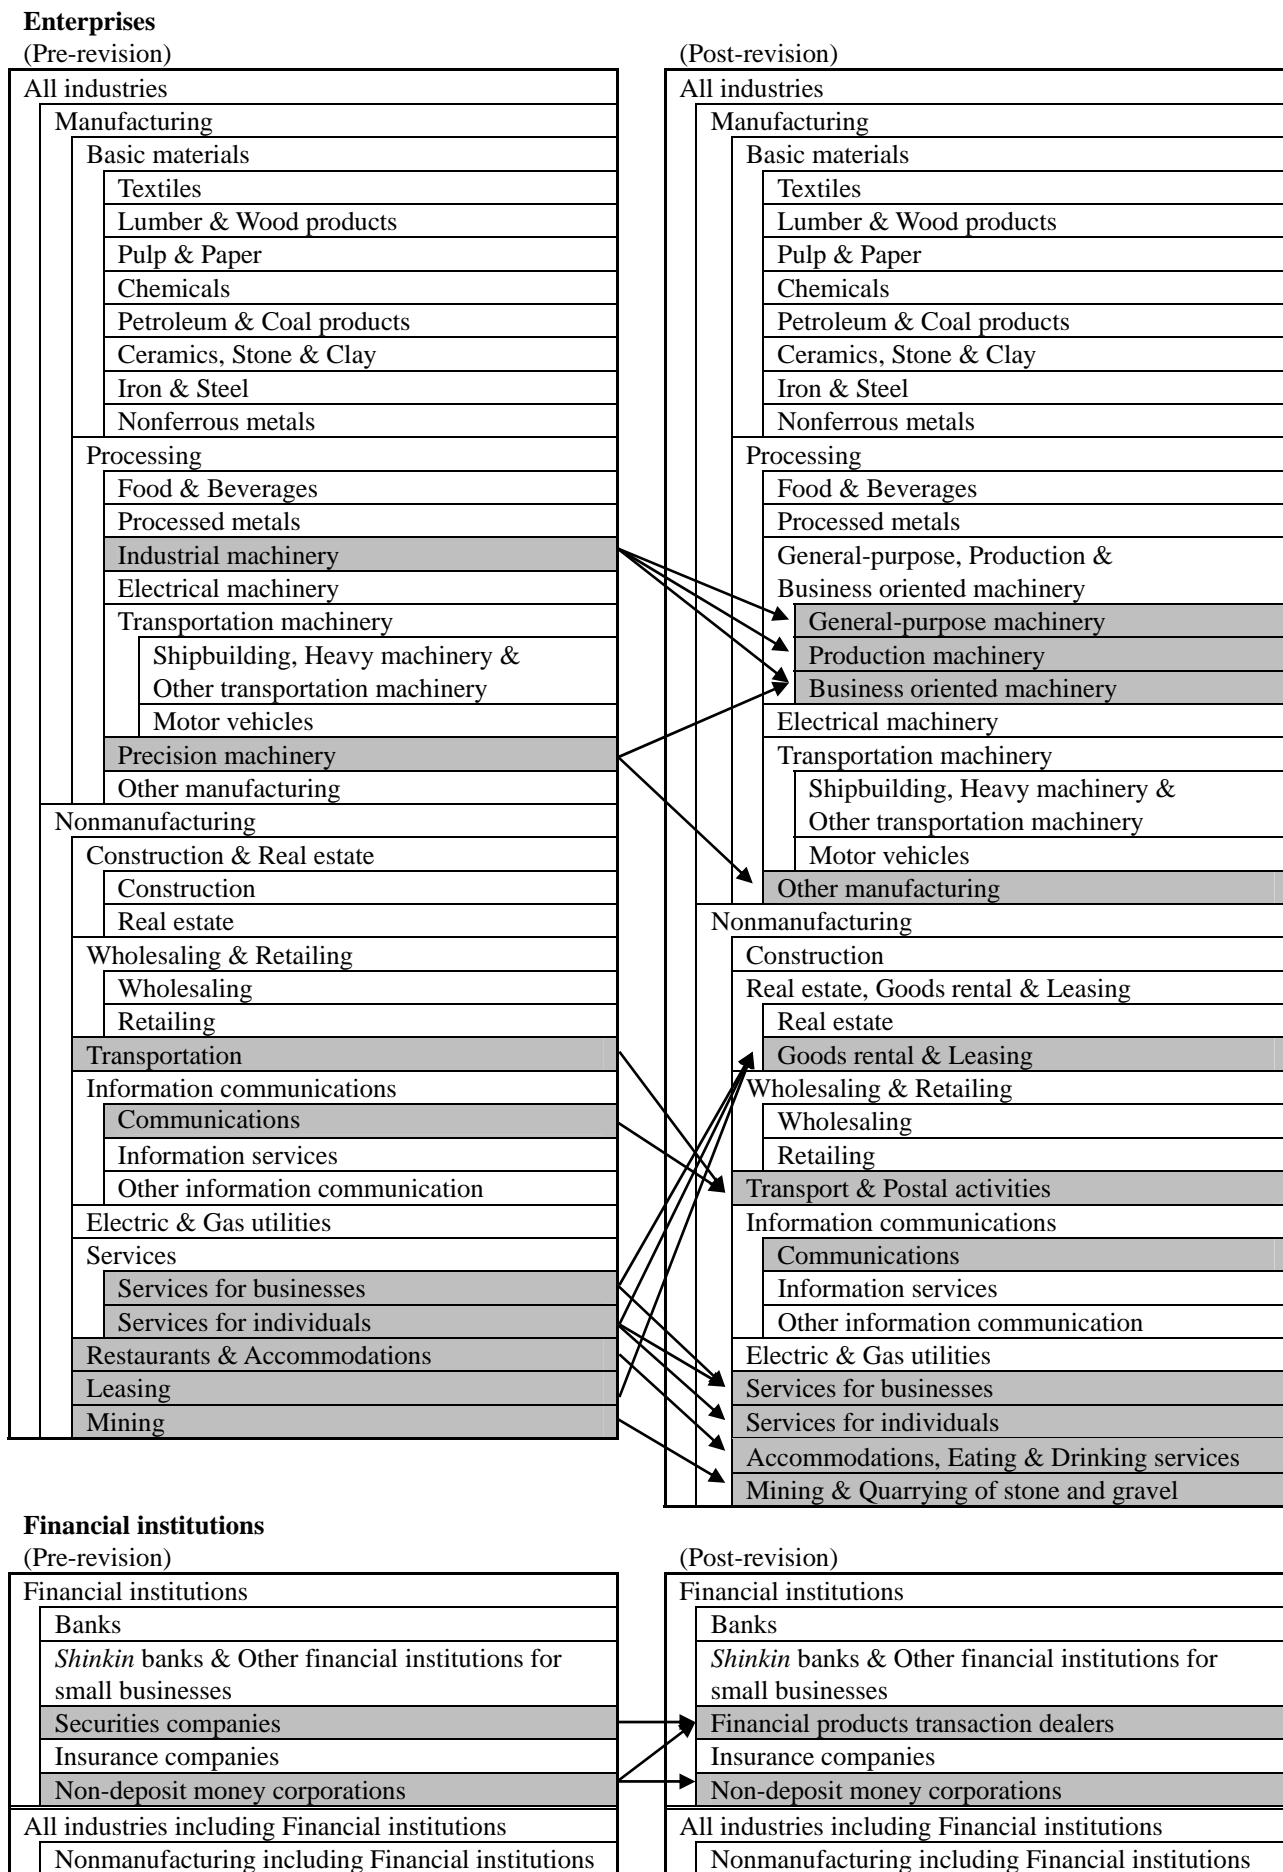 Enterprises
(Pre-revision)
All industries
Manufacturing
Basic materials
Textiles
Lumber & Wood products
Pulp & Paper
Chemicals
Petroleum & Coal products
Ceramics, Stone & Clay
Iron & Steel
Nonferrous metals
Processing
Food & Beverages
Processed metals
Industrial machinery
Electrical machinery
Transportation machinery
Shipbuilding, Heavy machinery &
Other transportation machinery
Motor vehicles
Precision machinery
Other manufacturing
Nonmanufacturing
Construction & Real estate
Construction
Real estate
Wholesaling & Retailing
Wholesaling
Retailing
Transportation
Information communications
Communications
Information services
Other information communication
Electric & Gas utilities
Services
Services for businesses
Services for individuals
Restaurants & Accommodations
Leasing
Mining
(Post-revision)
All industries
Manufacturing
Basic materials
Textiles
Lumber & Wood products
Pulp & Paper
Chemicals
Petroleum & Coal products
Ceramics, Stone & Clay
Iron & Steel
Nonferrous metals
Processing
Food & Beverages
Processed metals
General-purpose, Production &
Business oriented machinery
General-purpose machinery
Production machinery
Business oriented machinery
Electrical machinery
Transportation machinery
Shipbuilding, Heavy machinery &
Other transportation machinery
Motor vehicles
Other manufacturing
Nonmanufacturing
Construction
Real estate, Goods rental & Leasing
Real estate
Goods rental & Leasing
Wholesaling & Retailing
Wholesaling
Retailing
Transport & Postal activities
Information communications
Communications
Information services
Other information communication
Electric & Gas utilities
Services for businesses
Services for individuals
Accommodations, Eating & Drinking services
Mining & Quarrying of stone and gravel
Financial institutions
(Pre-revision)
Financial institutions
Banks
Shinkin banks & Other financial institutions for
small businesses
Securities companies
Insurance companies
Non-deposit money corporations
All industries including Financial institutions
Nonmanufacturing including Financial institutions
(Post-revision)
Financial institutions
Banks
Shinkin banks & Other financial institutions for
small businesses
Financial products transaction dealers
Insurance companies
Non-deposit money corporations
All industries including Financial institutions
Nonmanufacturing including Financial institutions